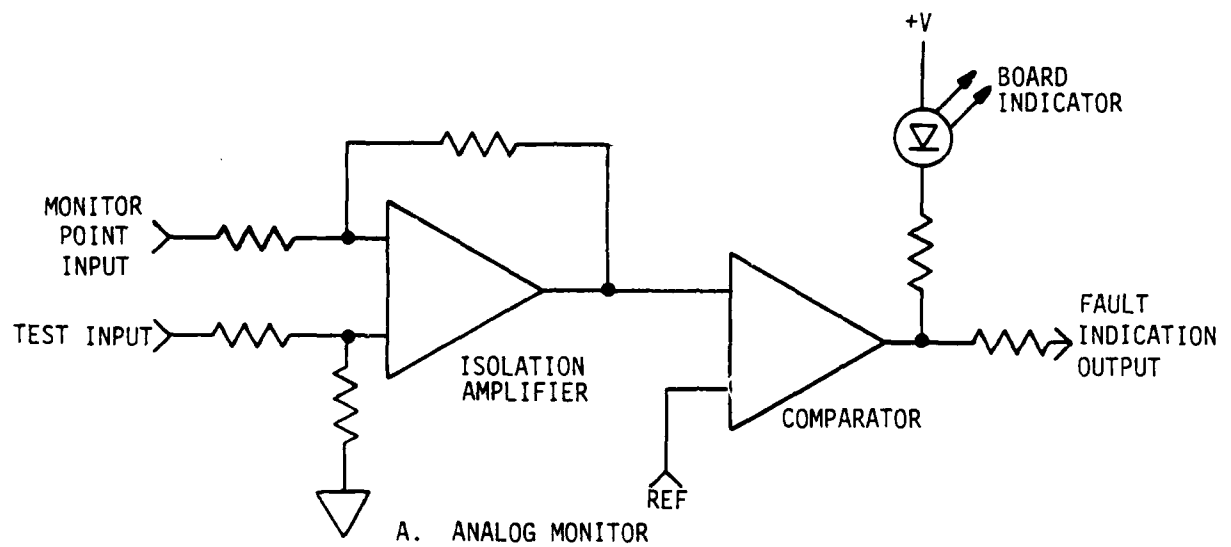 +V
BOARD
INDICATOR
MONITOR
POINT
INPUT
TEST INPUT
ISOLATION
AMPLIFIER
FAULT
INDICATION
OUTPUT
COMPARATOR
REF
A. ANALOG MONITOR